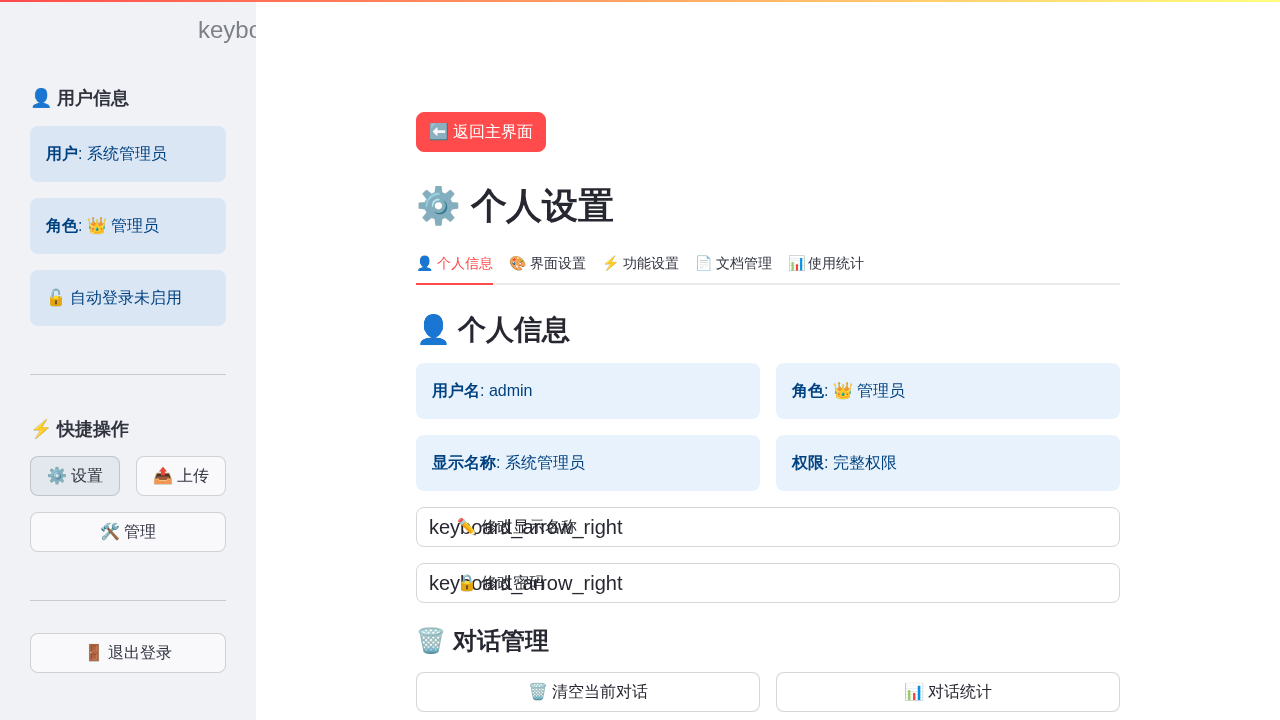 keybo
👤 用户信息
用户: 系统管理员
角色: 👑 管理员
🔓 自动登录未启用
⚡ 快捷操作
⚙️ 设置
📤 上传
🛠️ 管理
🚪 退出登录
⬅️ 返回主界面
⚙️ 个人设置
👤 个人信息 🎨 界面设置 ⚡ 功能设置 📄 文档管理 📊 使用统计
👤 个人信息
用户名: admin
角色: 👑 管理员
显示名称: 系统管理员
权限: 完整权限
keyboard_arrow_right ✏️ 修改显示名称
keyboard_arrow_right 🔒 修改密码
🗑️ 对话管理
🗑️ 清空当前对话
📊 对话统计